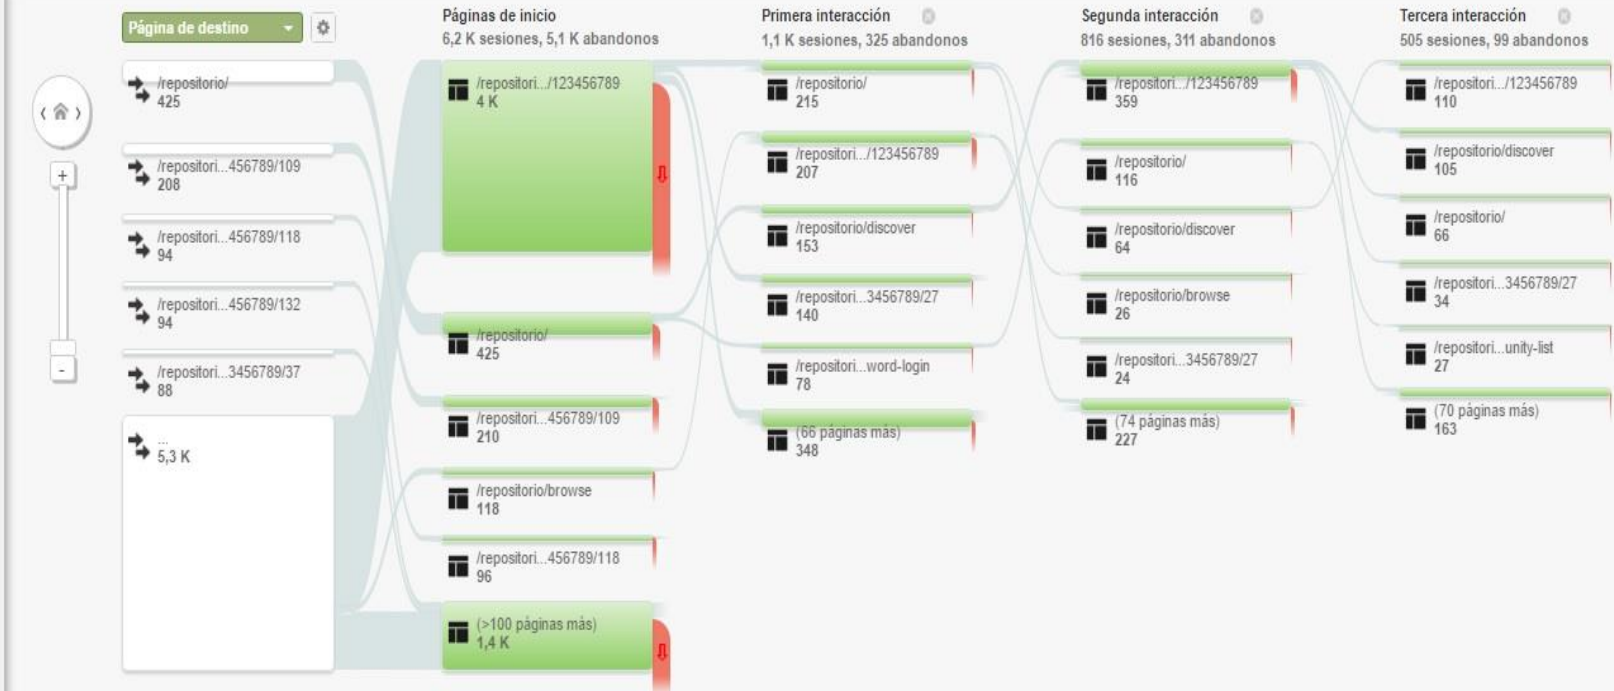 Página de destino
/repositorio/
425
/repositori...456789/109
208
/repositori...456789/118
94
/repositori...456789/132
94
/repositori...3456789/37
88
...
5,3 K
Páginas de inicio
6,2 K sesiones, 5,1 K abandonos
/repositori.../123456789
4 K
/repositorio/
425
/repositori...456789/109
210
/repositorio/browse
118
/repositori...456789/118
96
(>100 páginas más)
1,4 K
Primera interacción
1,1 K sesiones, 325 abandonos
/repositorio/
215
/repositori.../123456789
207
/repositorio/discover
153
/repositori...3456789/27
140
/repositori...word-login
78
(66 páginas más)
348
Segunda interacción
816 sesiones, 311 abandonos
/repositori.../123456789
359
/repositorio/
116
/repositorio/discover
64
/repositorio/browse
26
/repositori...3456789/27
24
(74 páginas más)
227
Tercera interacción
505 sesiones, 99 abandonos
/repositori.../123456789
110
/repositorio/discover
105
/repositorio/
66
/repositori...3456789/27
34
/repositori...unity-list
27
(70 páginas más)
163